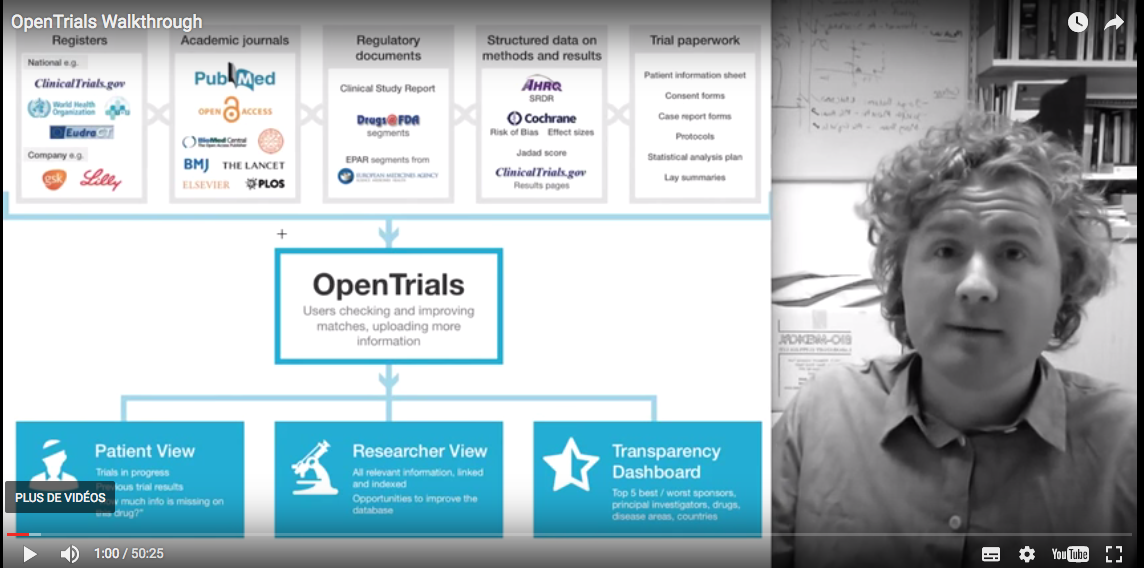 OpenTrials Walkthrough
Registers
National e.g.
ClinicalTrials.gov
World Health
Organization
EudraCT
Company e.g.
gsk
Lilly
Academic journals
PubMed
OPEN ACCESS
BioMed Central
The Open Access Publisher
BMJ THE LANCET
ELSEVIER PLOS
Regulatory
documents
Clinical Study Report
Drugs@FDA
segments
EPAR segments from
EUROPEAN MEDICINES AGENCY
SCIENCE MEDICINES HEALTH
Structured data on
methods and results
AHRQ
SRDR
Cochrane
Risk of Bias Effect sizes
Jadad score
ClinicalTrials.gov
Results pages
Trial paperwork
Patient information sheet
Consent forms
Case report forms
Protocols
Statistical analysis plan
Lay summaries
OpenTrials
Users checking and improving
matches, uploading more
information
Patient View
Trials in progress
Previous trial results
much info is missing on
this drug?"
Researcher View
All relevant information, linked
and indexed
Opportunities to improve the
database
Transparency
Dashboard
Top 5 best / worst sponsors,
principal investigators, drugs,
disease areas, countries
PLUS DE VIDÉOS
1:00 / 50:25
YouTube